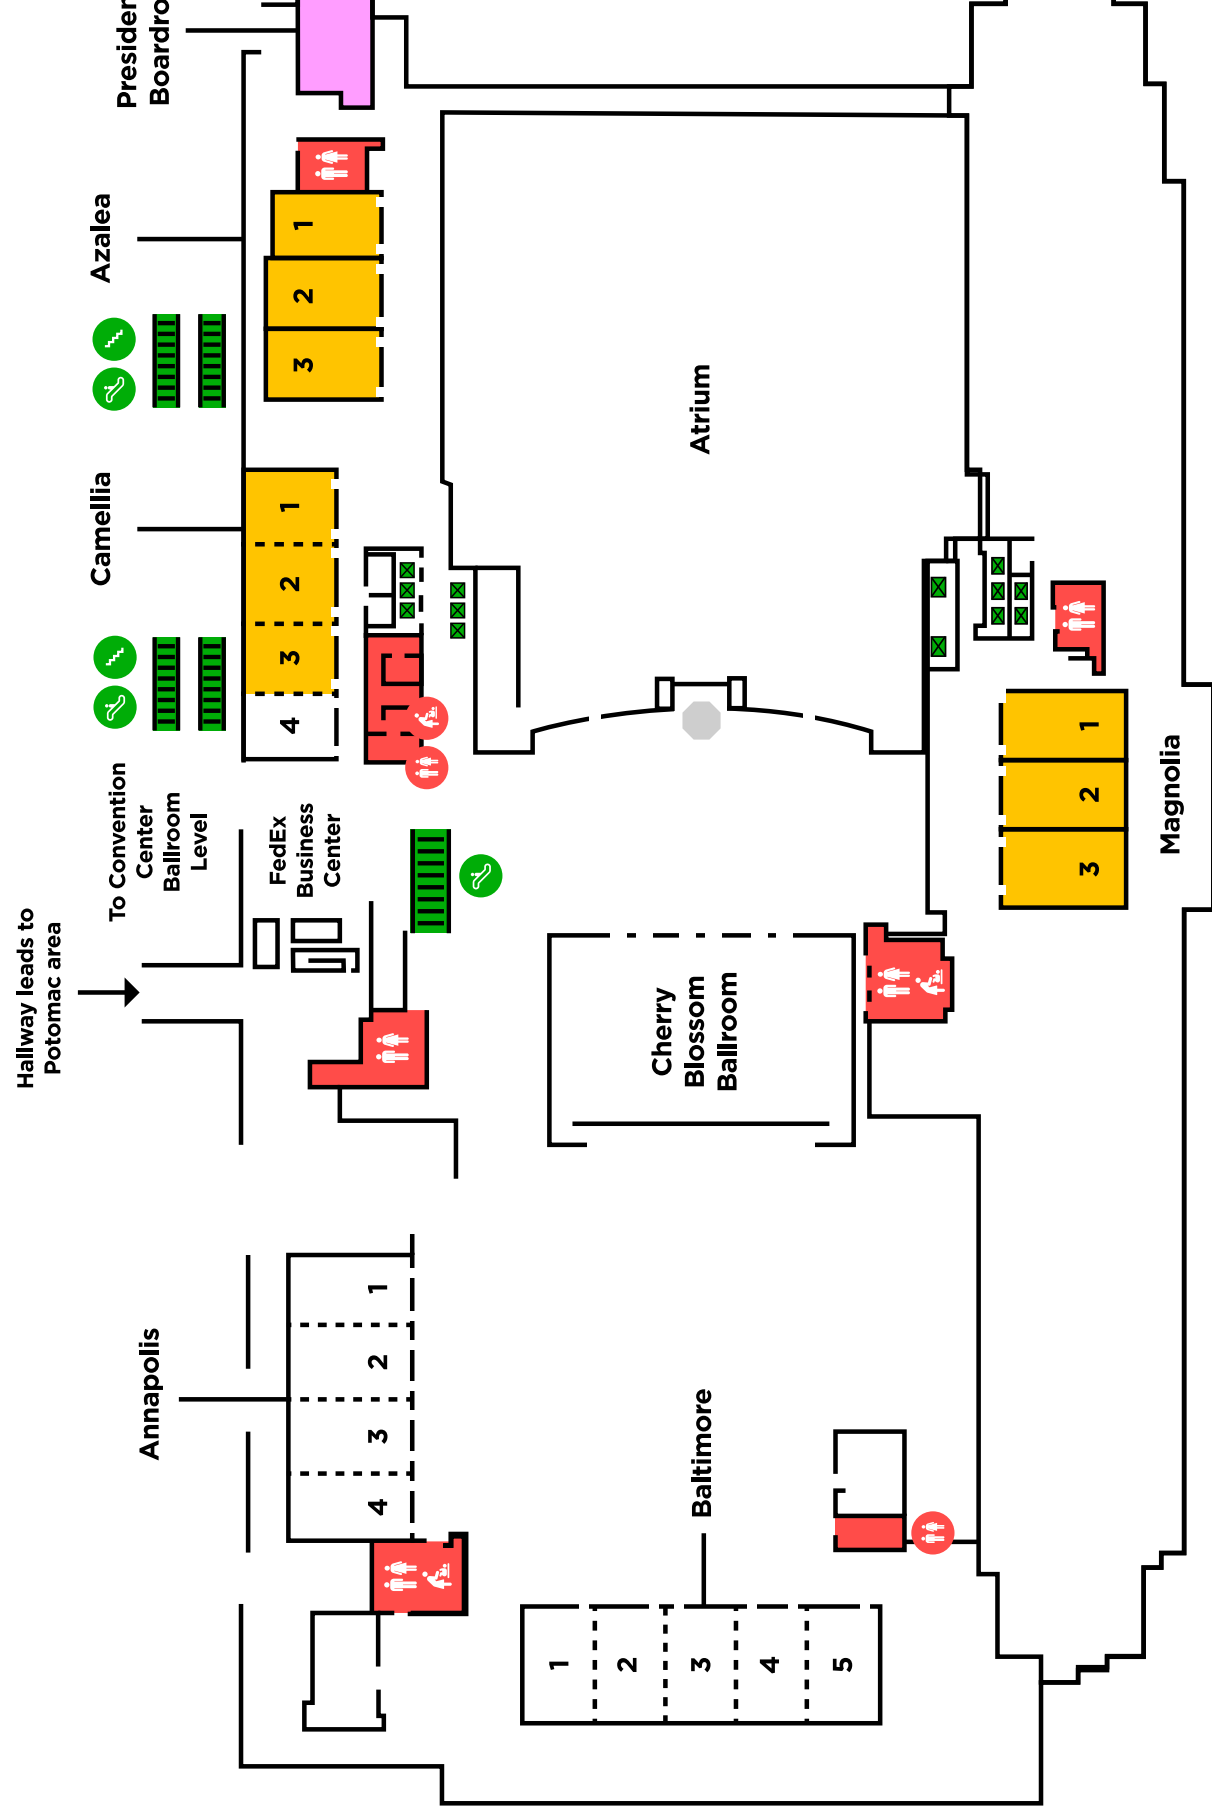 Hallway leads to
Potomac area
To Convention
Center
Ballroom
Level
Camellia
Azalea
Presiden
Boardro
Annapolis
FedEx
Business
Center
4
3
2
1
3
2
1
4
3
2
1
Atrium
Cherry
Blossom
Ballroom
Baltimore
1
2
3
4
5
3
2
1
Magnolia